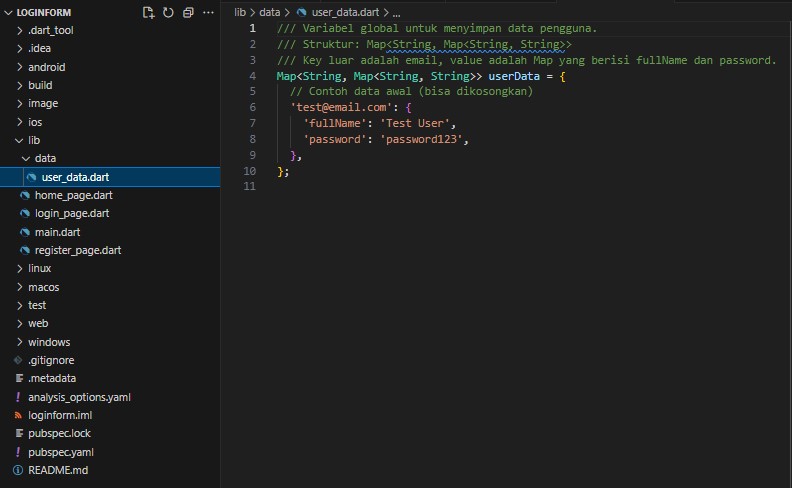 LOGINFORM
.dart_tool
.idea
android
build
image
ios
lib
data
user_data.dart
home_page.dart
login_page.dart
main.dart
register_page.dart
linux
macos
test
web
windows
.gitignore
.metadata
analysis_options.yaml
loginform.iml
pubspec.lock
pubspec.yaml
README.md
lib > data > user_data.dart > ...
1 /// Variabel global untuk menyimpan data pengguna.
2 /// Struktur: Map<String, Map<String, String>>
3 /// Key luar adalah email, value adalah Map yang berisi fullName dan password.
4 Map<String, Map<String, String>> userData = {
5 // Contoh data awal (bisa dikosongkan)
6 'test@email.com': {
7 'fullName': 'Test User',
8 'password': 'password123',
9 },
10 };
11